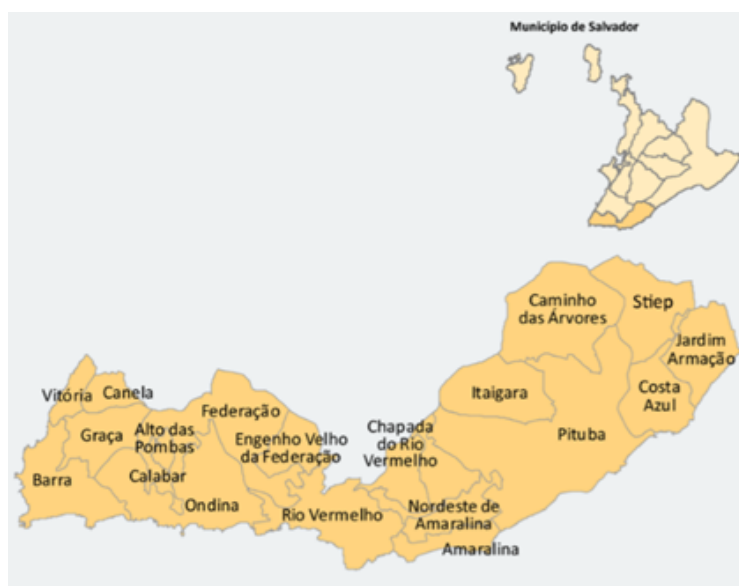 Município de Salvador
Caminho
das Árvores
Stiep
Jardim
Armação
Vitória
Canela
Itaigara
Costa
Azul
Federação
Graça
Alto das
Pombas
Chapada
do Rio
Vermelho
Engenho Velho
da Federação
Pituba
Barra
Calabar
Ondina
Rio Vermelho
Nordeste de
Amaralina
Amaralina